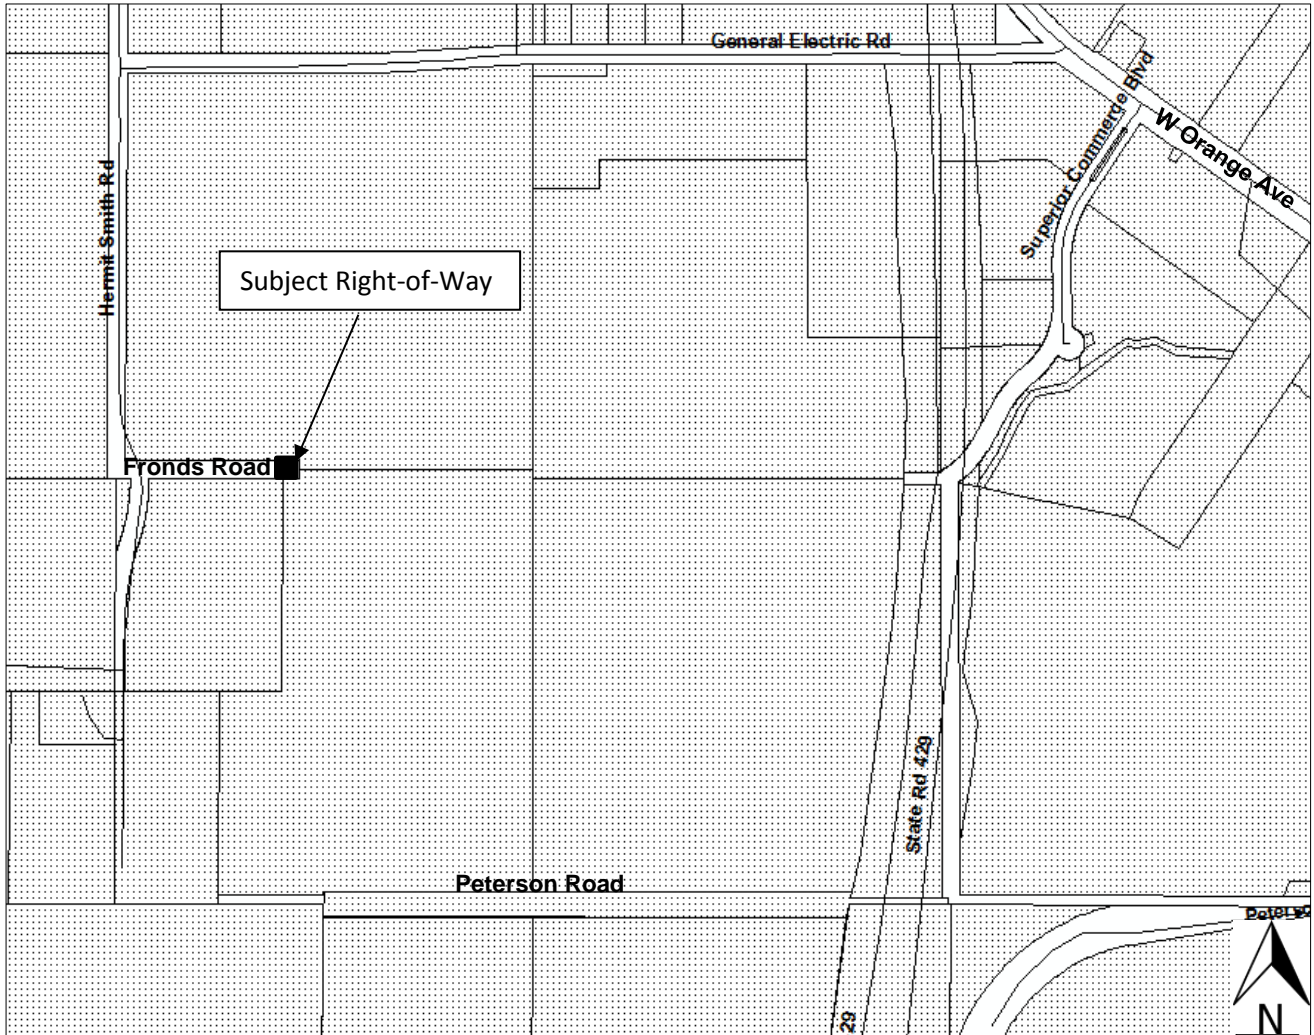 General Electric Rd
Superior Commerce Blvd
W Orange Ave
Hermit Smith Rd
Subject Right-of-Way
Fronds Road
State Rd 429
Peterson Road
29
N